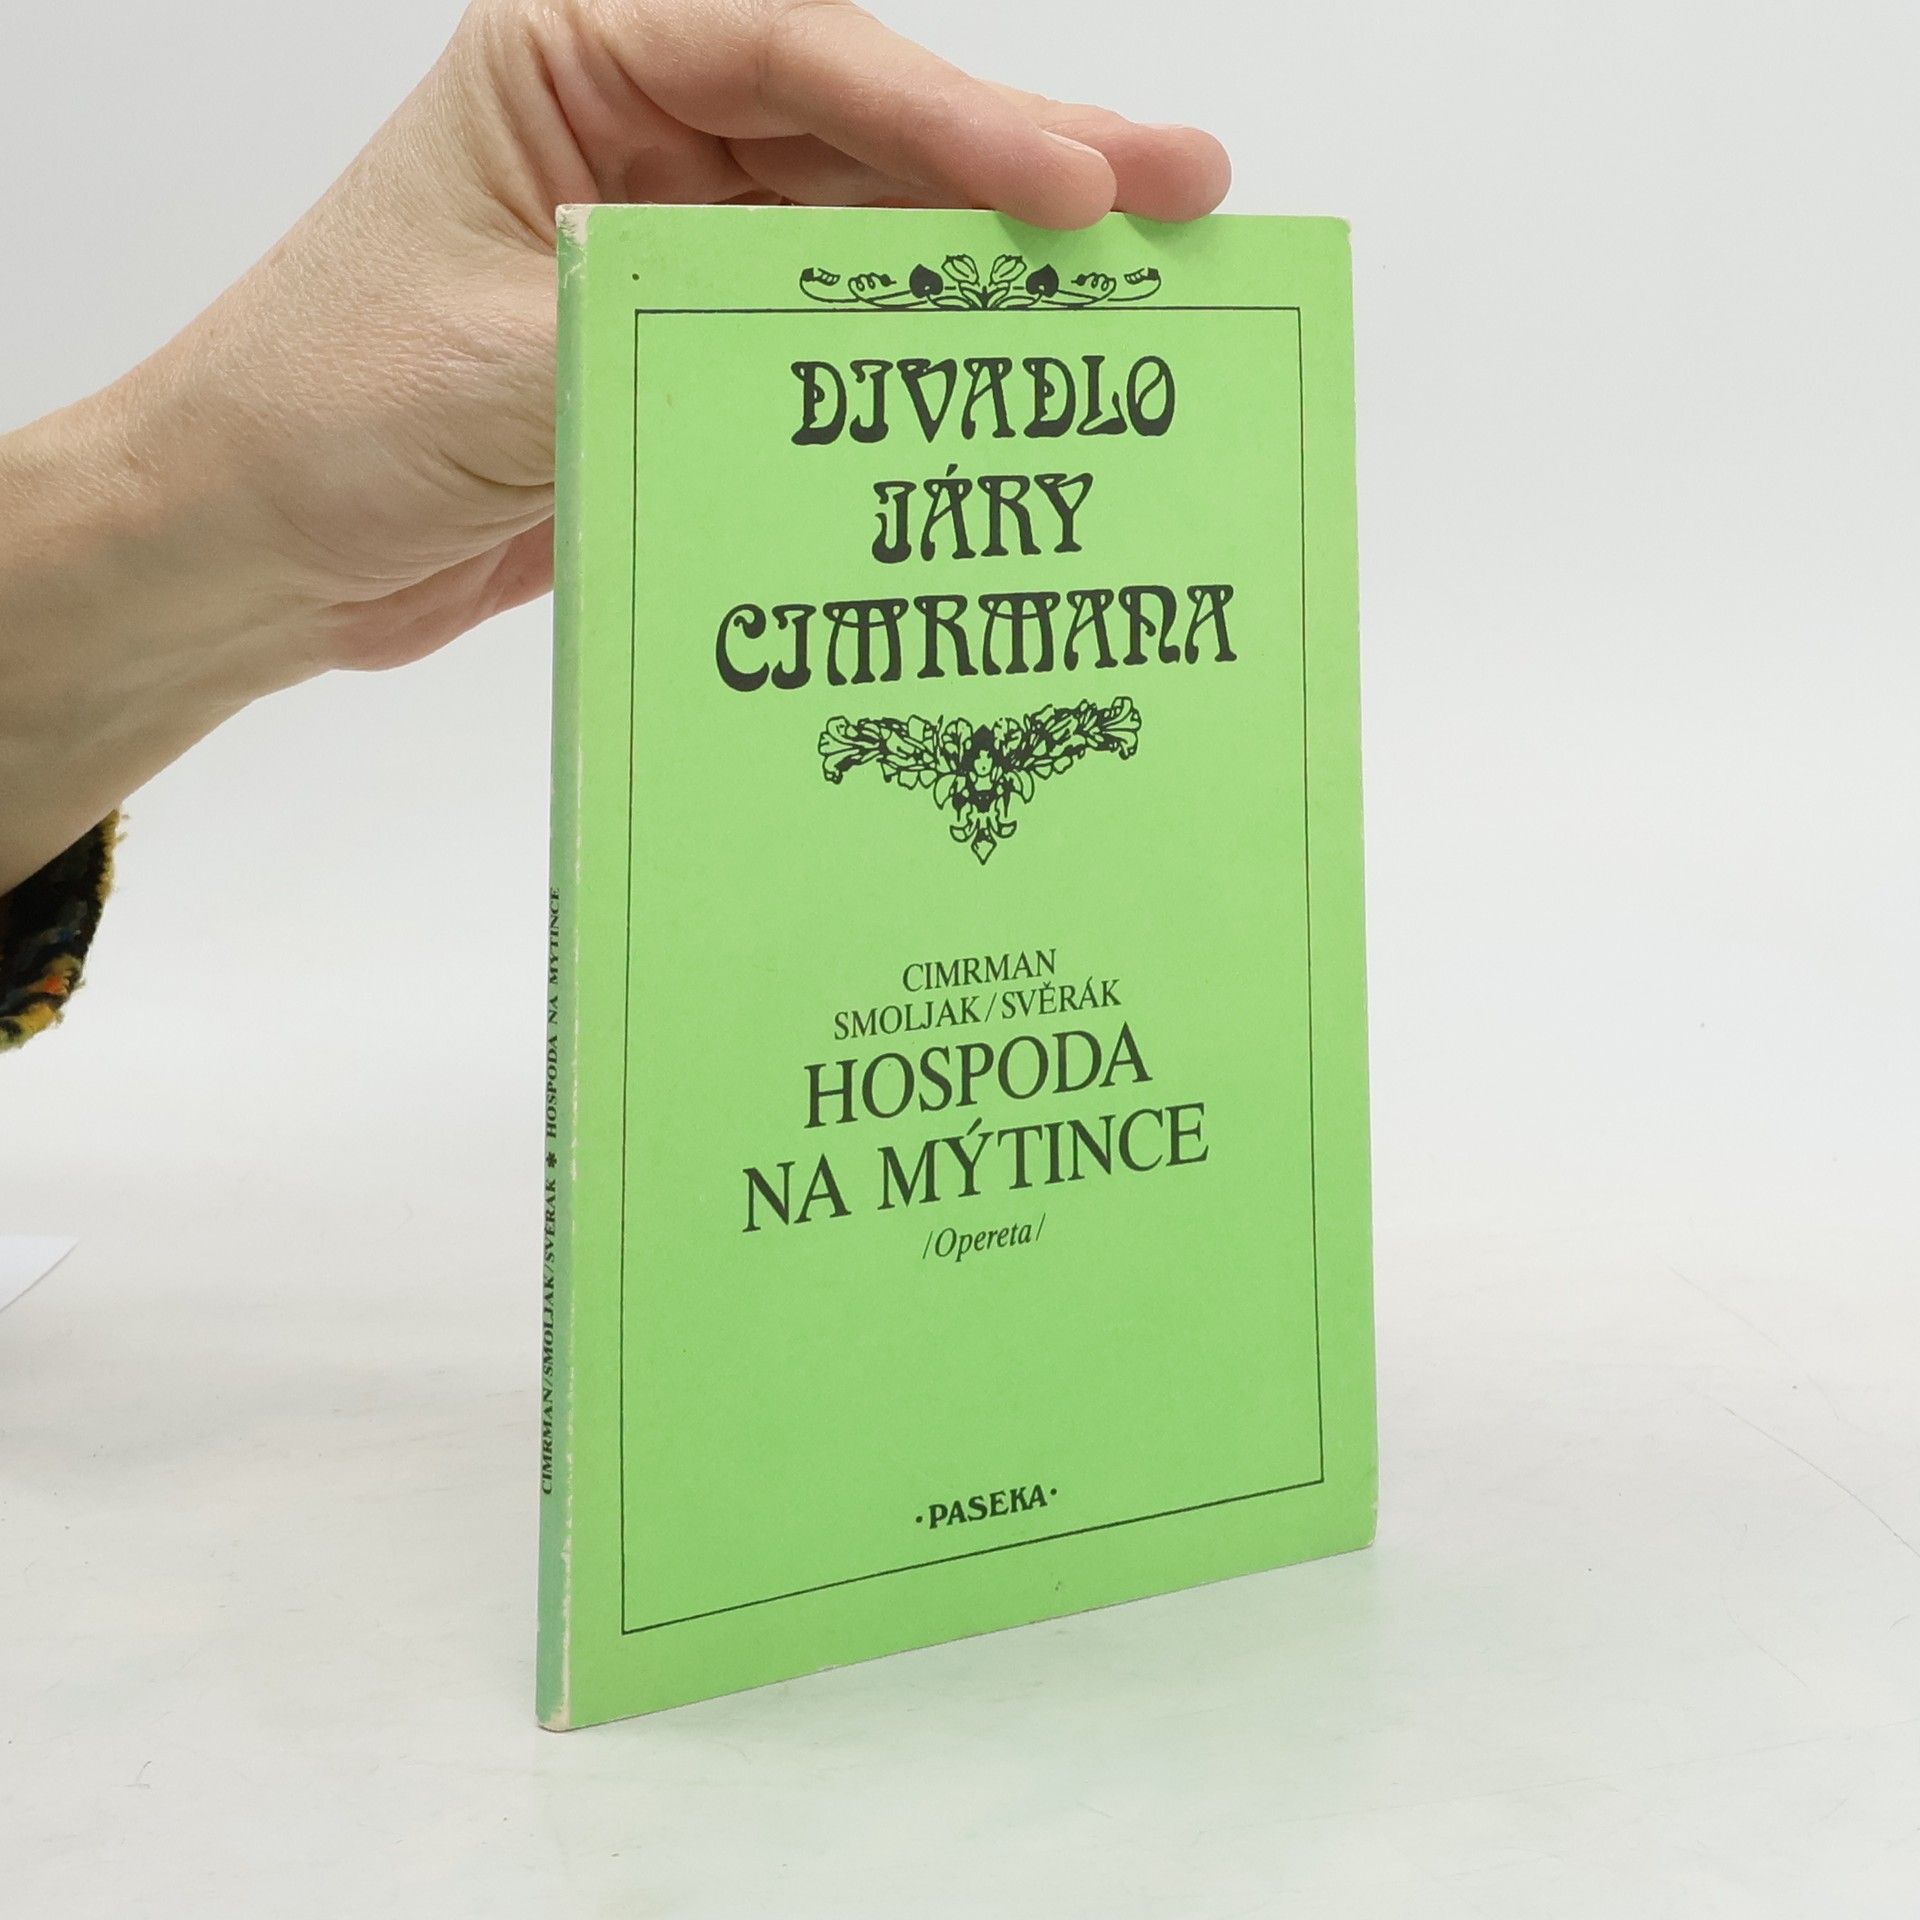 DIVADLO
JÁRY
CIMRMANA
CIMRMAN
SMOLJAK/SVĚRÁK
HOSPODA
NA MÝTINCE
/Opereta/
·PASEKA·
CIMRMAN/SMOLJAK/SVĚRÁK * HOSPODA NA MÝTINCE